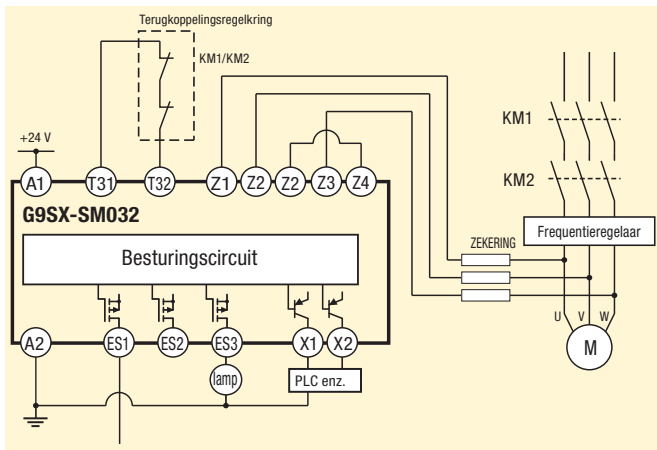 Terugkoppelingsregelkring
KM1/KM2
KM1
+24 V
KM2
A1 T31 T32 Z1 Z2 Z2 Z3 Z4
G9SX-SM032
Frequentieregelaar
ZEKERING
Besturingscircuit
U V W
A2 ES1 ES2 ES3 X1 X2
M
lamp
PLC enz.